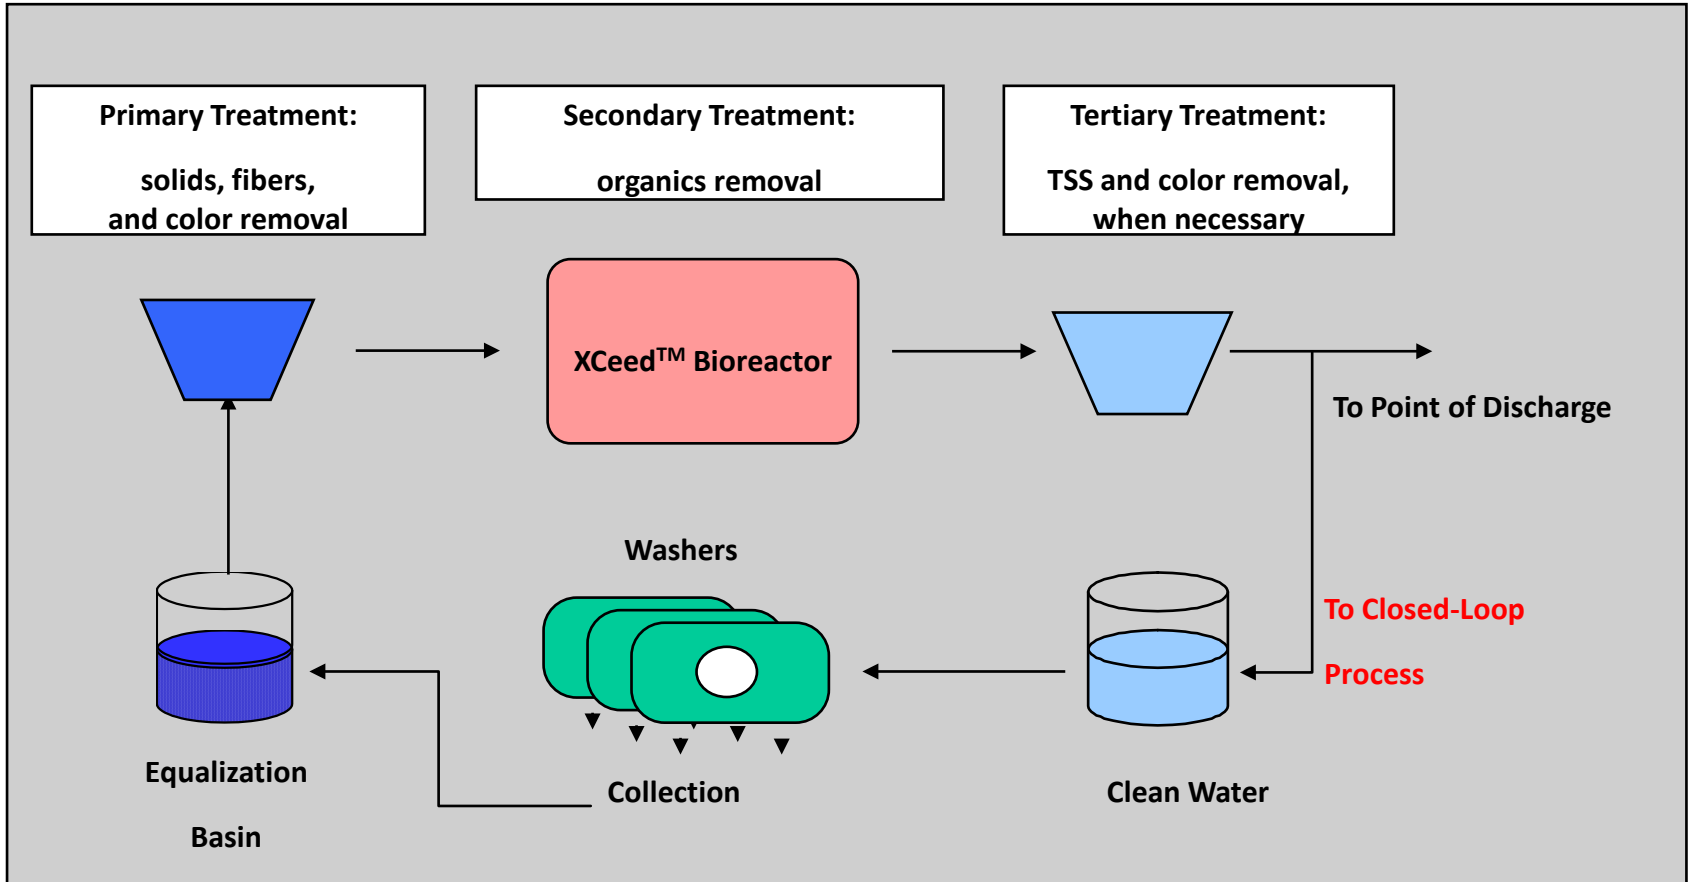 Primary Treatment:
solids, fibers,
and color removal
Secondary Treatment:
organics removal
Tertiary Treatment:
TSS and color removal,
when necessary
XCeed™ Bioreactor
To Point of Discharge
Washers
To Closed-Loop
Process
Equalization
Basin
Collection
Clean Water